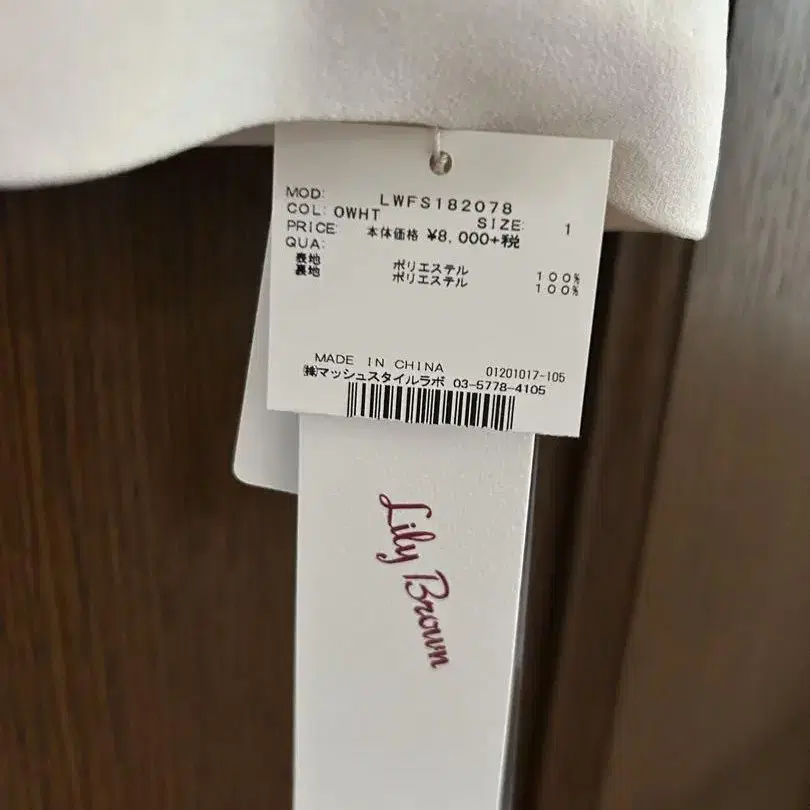 MOD: LWFS182078
COL: OWHT SIZE: 1
PRICE: 本体価格 ¥8,000+税
QUA:
表地 ポリエステル 100%
裏地 ポリエステル 100%
MADE IN CHINA 01201017-105
㈱マッシュスタイルラボ 03-5778-4105
Lily Brown